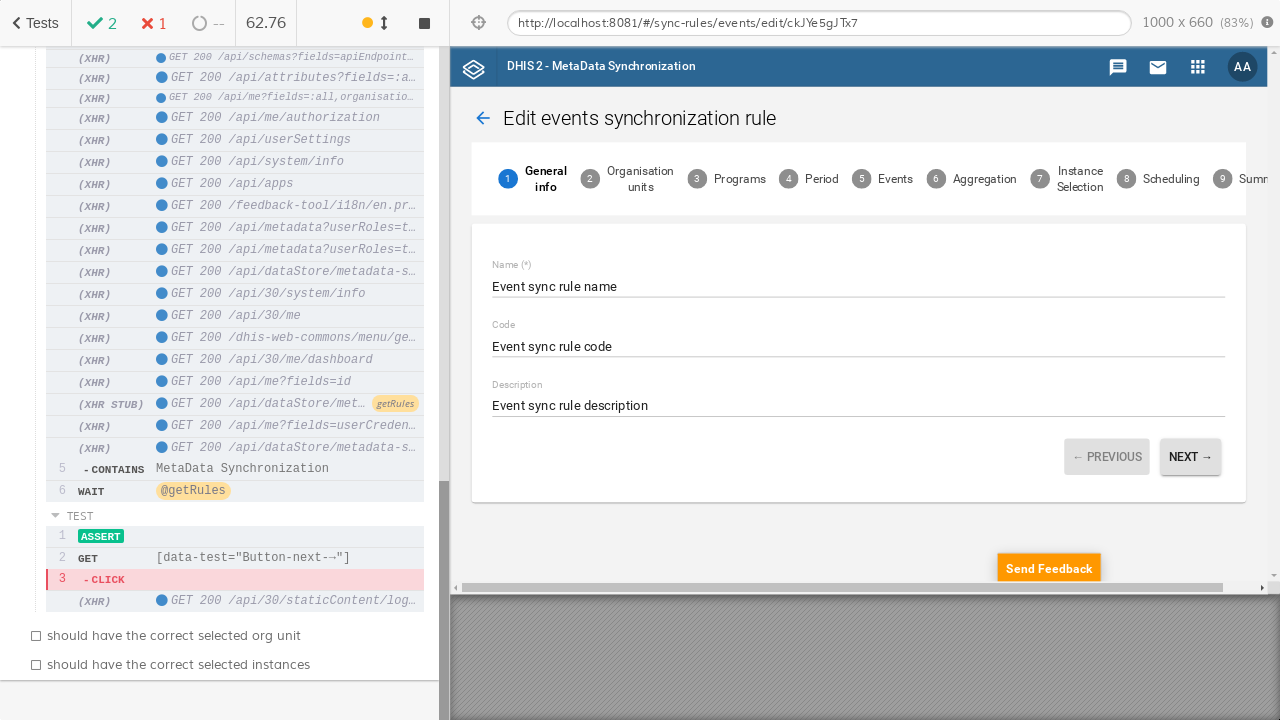 Tests
2
1
--
62.76
(XHR) GET 200 /api/schemas?fields=apiEndpoint…
(XHR) GET 200 /api/attributes?fields=:a…
(XHR) GET 200 /api/me?fields=:all,organisatio…
(XHR) GET 200 /api/me/authorization
(XHR) GET 200 /api/userSettings
(XHR) GET 200 /api/system/info
(XHR) GET 200 /api/apps
(XHR) GET 200 /feedback-tool/i18n/en.pr…
(XHR) GET 200 /api/metadata?userRoles=t…
(XHR) GET 200 /api/metadata?userRoles=t…
(XHR) GET 200 /api/dataStore/metadata-s…
(XHR) GET 200 /api/30/system/info
(XHR) GET 200 /api/30/me
(XHR) GET 200 /dhis-web-commons/menu/ge…
(XHR) GET 200 /api/30/me/dashboard
(XHR) GET 200 /api/me?fields=id
(XHR STUB) GET 200 /api/dataStore/met… getRules
(XHR) GET 200 /api/me?fields=userCreden…
(XHR) GET 200 /api/dataStore/metadata-s…
5 -CONTAINS MetaData Synchronization
6 WAIT @getRules
TEST
1 ASSERT
2 GET [data-test="Button-next-→"]
3 -CLICK
(XHR) GET 200 /api/30/staticContent/log…
should have the correct selected org unit
should have the correct selected instances
http://localhost:8081/#/sync-rules/events/edit/ckJYe5gJTx7
1000 x 660 (83%)
DHIS 2 - MetaData Synchronization
AA
Edit events synchronization rule
1 General info
2 Organisation units
3 Programs
4 Period
5 Events
6 Aggregation
7 Instance Selection
8 Scheduling
9 Summ
Name (*)
Event sync rule name
Code
Event sync rule code
Description
Event sync rule description
← PREVIOUS
NEXT →
Send Feedback